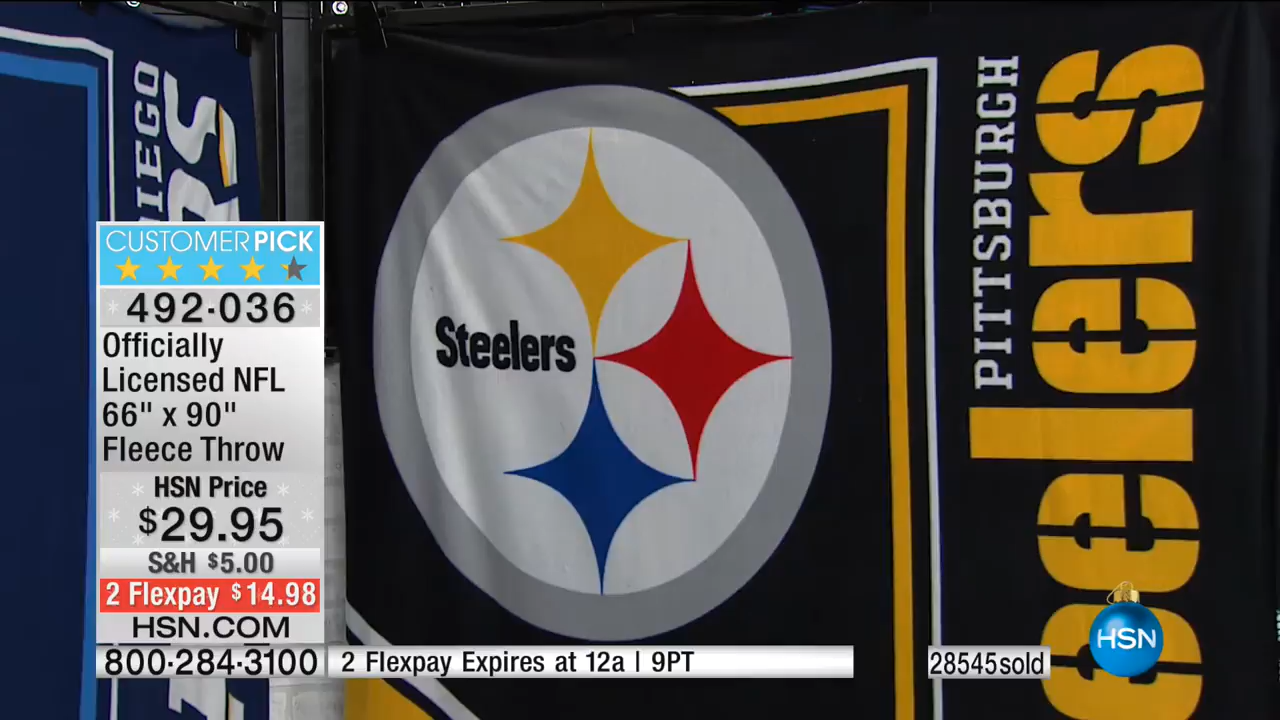 CUSTOMER PICK
492·036
Officially
Licensed NFL
66" x 90"
Fleece Throw
HSN Price
$29.95
S&H $5.00
2 Flexpay $14.98
HSN.COM
800·284·3100
2 Flexpay Expires at 12a | 9PT
28545sold
HSN
Steelers
PITTSBURGH
eelers